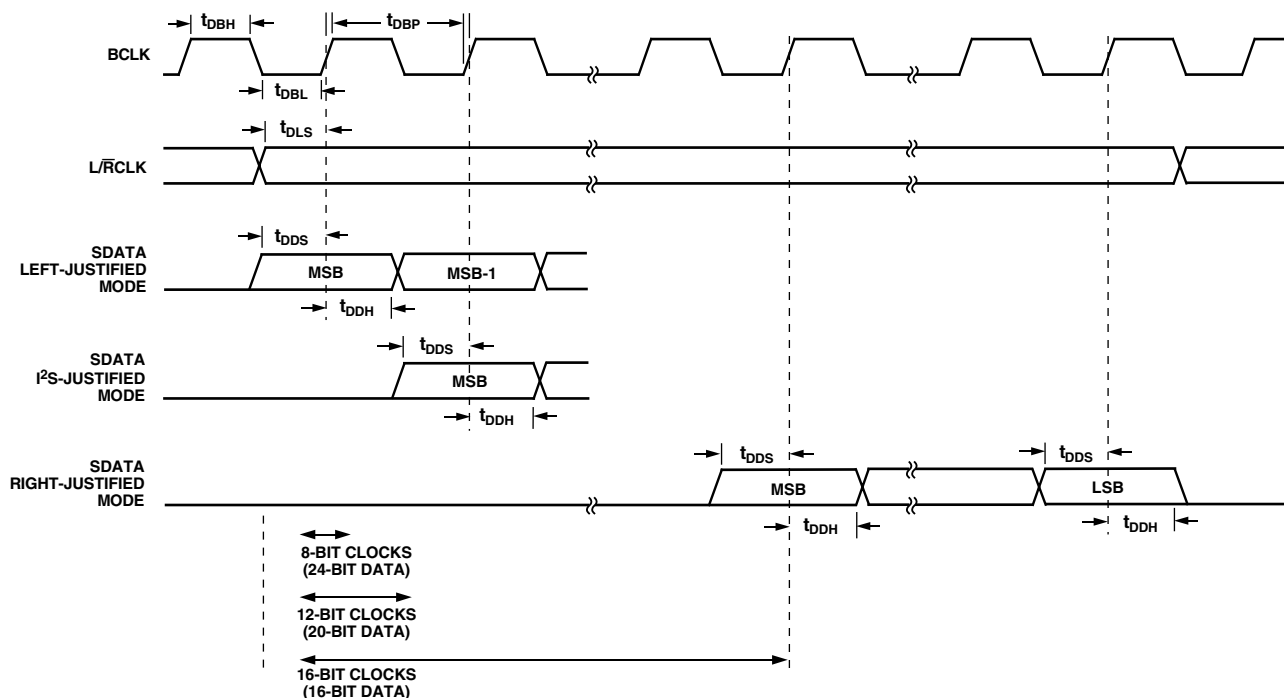 tDBH
tDBP
BCLK
tDBL
tDLS
L/R̅CLK
tDDS
SDATA
LEFT-JUSTIFIED
MODE
MSB
MSB-1
tDDH
SDATA
I²S-JUSTIFIED
MODE
tDDS
MSB
tDDH
SDATA
RIGHT-JUSTIFIED
MODE
tDDS
tDDS
MSB
LSB
tDDH
tDDH
8-BIT CLOCKS
(24-BIT DATA)
12-BIT CLOCKS
(20-BIT DATA)
16-BIT CLOCKS
(16-BIT DATA)